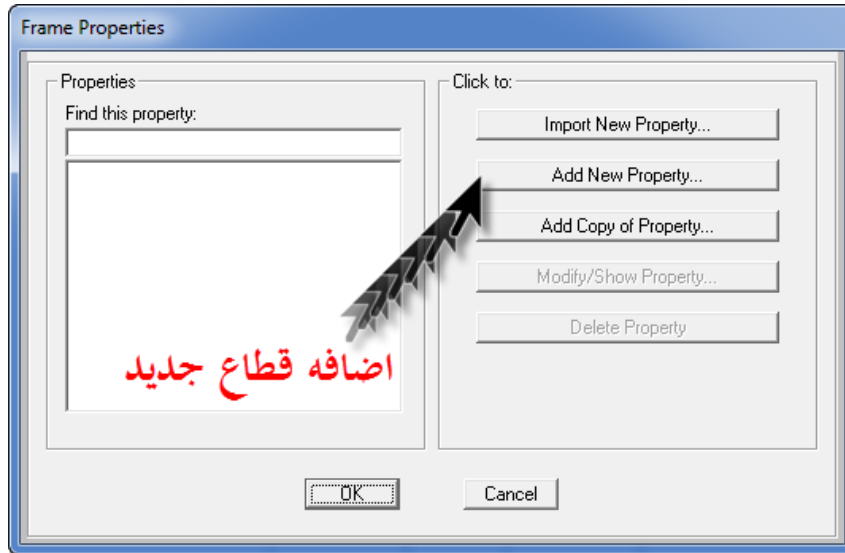 Frame Properties
Properties
Find this property:
اضافه قطاع جديد
OK
Click to:
Import New Property...
Add New Property...
Add Copy of Property...
Modify/Show Property...
Delete Property
Cancel